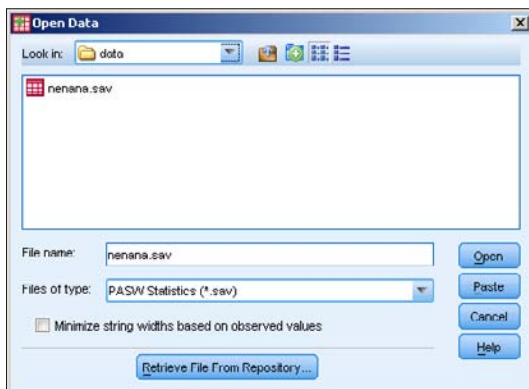 Open Data
Look in: data
nenana.sav
File name: nenana.sav
Open
Files of type: PASW Statistics (*.sav)
Paste
Minimize string widths based on observed values
Cancel
Help
Retrieve File From Repository...